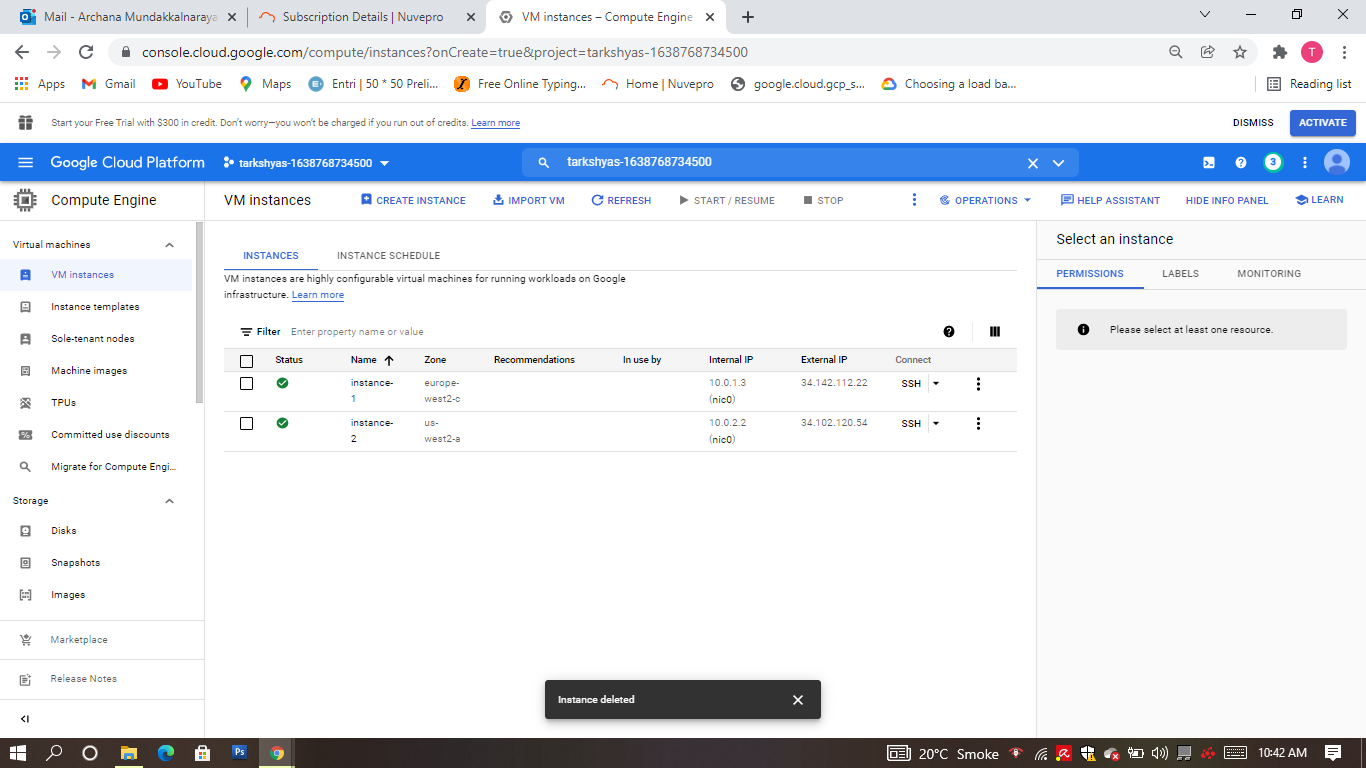 Mail - Archana Mundakkalnaraya
Subscription Details | Nuvepro
VM instances – Compute Engine
console.cloud.google.com/compute/instances?onCreate=true&project=tarkshyas-1638768734500
T
Apps
Gmail
YouTube
Maps
Entri | 50 * 50 Preli...
Free Online Typing...
Home | Nuvepro
google.cloud.gcp_s...
Choosing a load ba...
Reading list
Start your Free Trial with $300 in credit. Don't worry—you won't be charged if you run out of credits. Learn more
DISMISS
ACTIVATE
Google Cloud Platform
tarkshyas-1638768734500
tarkshyas-1638768734500
3
Compute Engine
VM instances
CREATE INSTANCE
IMPORT VM
REFRESH
START / RESUME
STOP
OPERATIONS
HELP ASSISTANT
HIDE INFO PANEL
LEARN
Virtual machines
VM instances
Instance templates
Sole-tenant nodes
Machine images
TPUs
Committed use discounts
Migrate for Compute Engi...
Storage
Disks
Snapshots
Images
Marketplace
Release Notes
INSTANCES
INSTANCE SCHEDULE
VM instances are highly configurable virtual machines for running workloads on Google
infrastructure. Learn more
Filter Enter property name or value
Status Name Zone Recommendations In use by Internal IP External IP Connect
instance- europe- 10.0.1.3 34.142.112.22 SSH
1 west2-c (nic0)
instance- us- 10.0.2.2 34.102.120.54 SSH
2 west2-a (nic0)
Select an instance
PERMISSIONS
LABELS
MONITORING
Please select at least one resource.
Instance deleted
Ps
20°C Smoke
10:42 AM